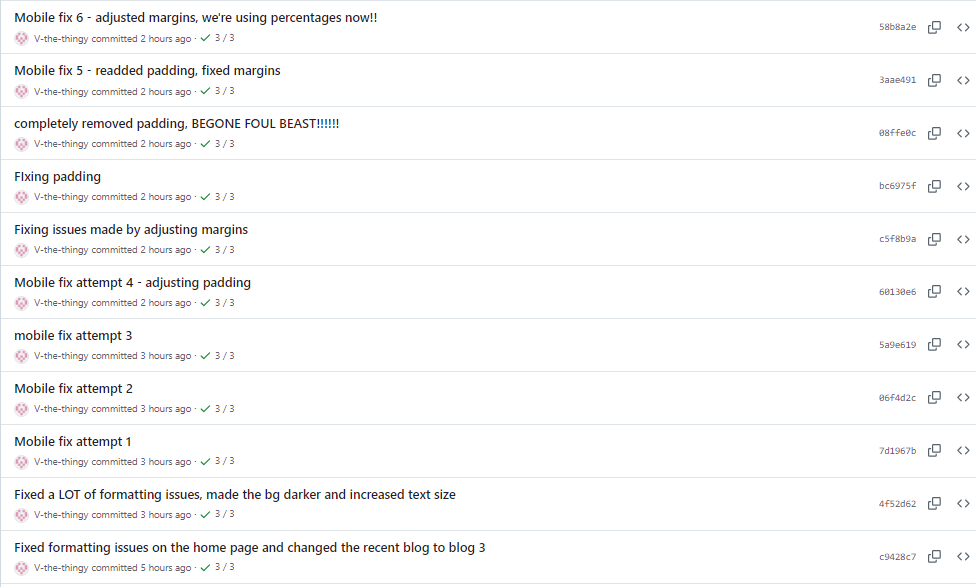 Mobile fix 6 - adjusted margins, we're using percentages now!!
58b8a2e
V-the-thingy committed 2 hours ago · 3 / 3
Mobile fix 5 - readded padding, fixed margins
3aae491
V-the-thingy committed 2 hours ago · 3 / 3
completely removed padding, BEGONE FOUL BEAST!!!!!!
08ffe0c
V-the-thingy committed 2 hours ago · 3 / 3
FIxing padding
bc6975f
V-the-thingy committed 2 hours ago · 3 / 3
Fixing issues made by adjusting margins
c5f8b9a
V-the-thingy committed 2 hours ago · 3 / 3
Mobile fix attempt 4 - adjusting padding
60130e6
V-the-thingy committed 2 hours ago · 3 / 3
mobile fix attempt 3
5a9e619
V-the-thingy committed 3 hours ago · 3 / 3
Mobile fix attempt 2
06f4d2c
V-the-thingy committed 3 hours ago · 3 / 3
Mobile fix attempt 1
7d1967b
V-the-thingy committed 3 hours ago · 3 / 3
Fixed a LOT of formatting issues, made the bg darker and increased text size
4f52d62
V-the-thingy committed 3 hours ago · 3 / 3
Fixed formatting issues on the home page and changed the recent blog to blog 3
c9428c7
V-the-thingy committed 5 hours ago · 3 / 3